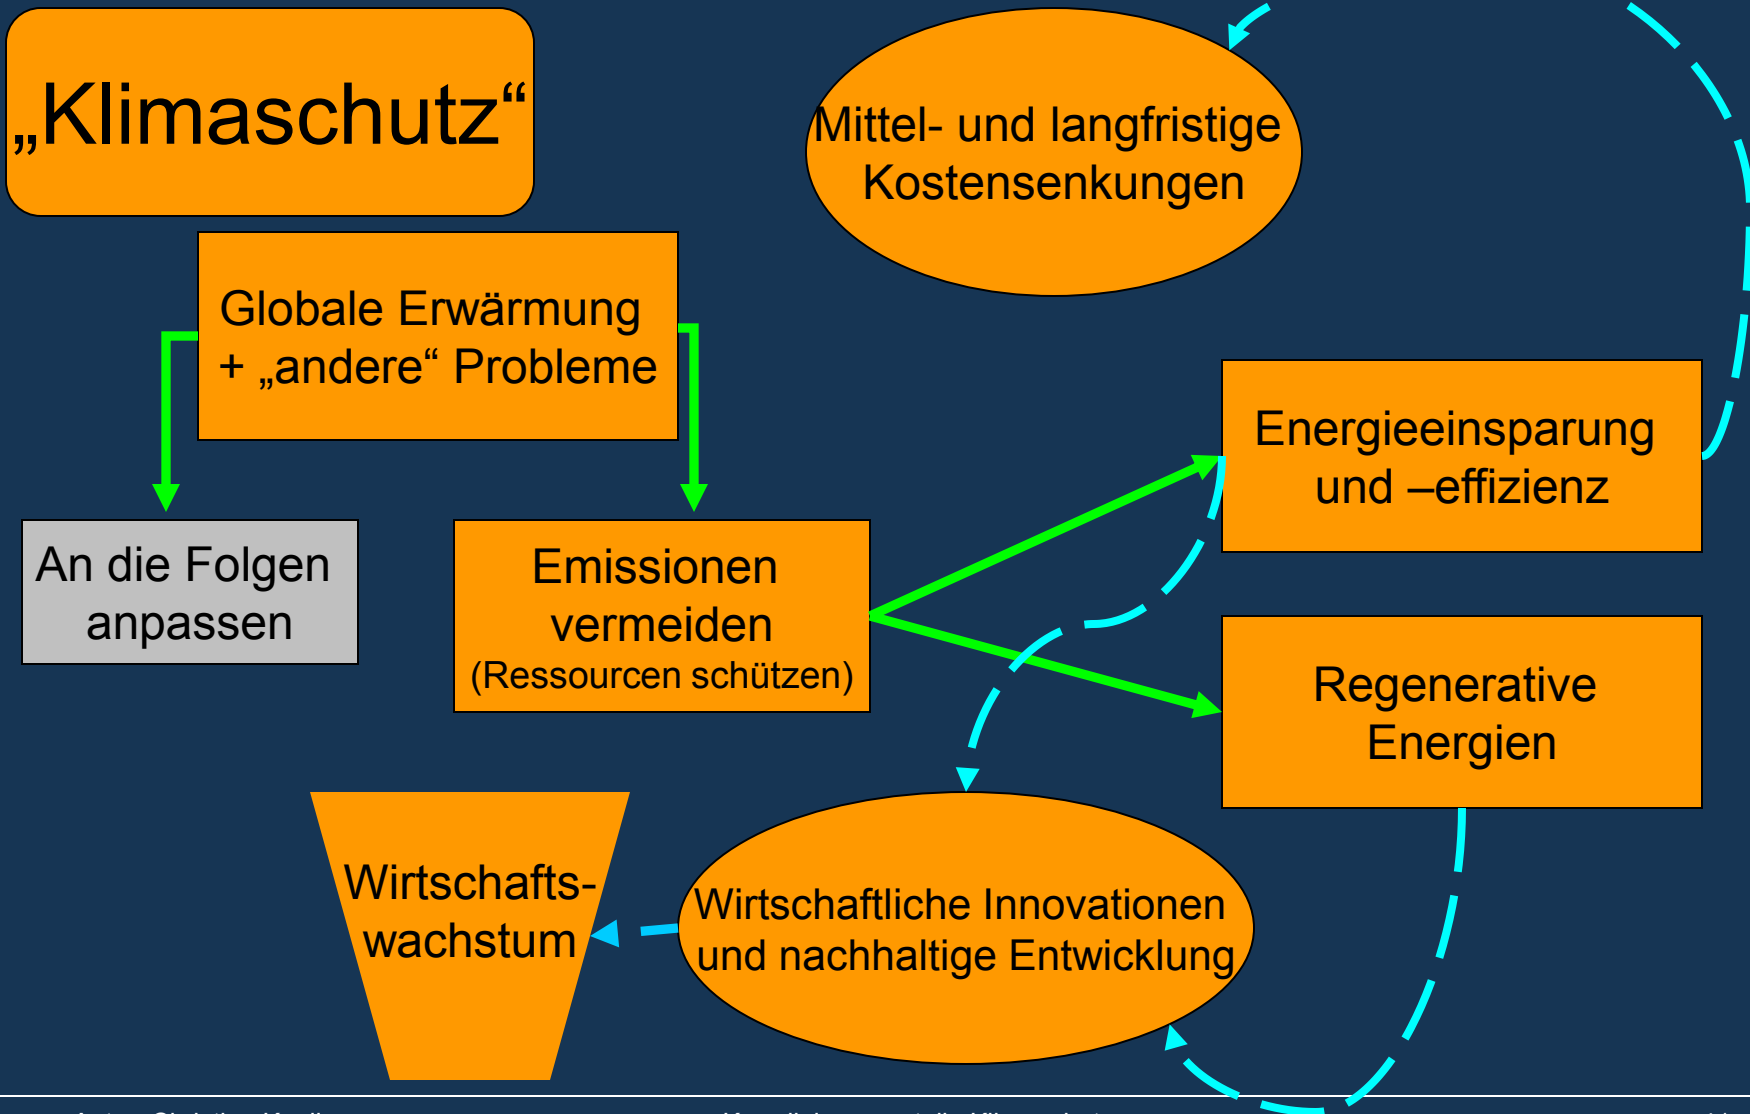 „Klimaschutz“
Mittel- und langfristige
Kostensenkungen
Globale Erwärmung
+ „andere“ Probleme
Energieeinsparung
und –effizienz
An die Folgen
anpassen
Emissionen
vermeiden
(Ressourcen schützen)
Regenerative
Energien
Wirtschafts-
wachstum
Wirtschaftliche Innovationen
und nachhaltige Entwicklung